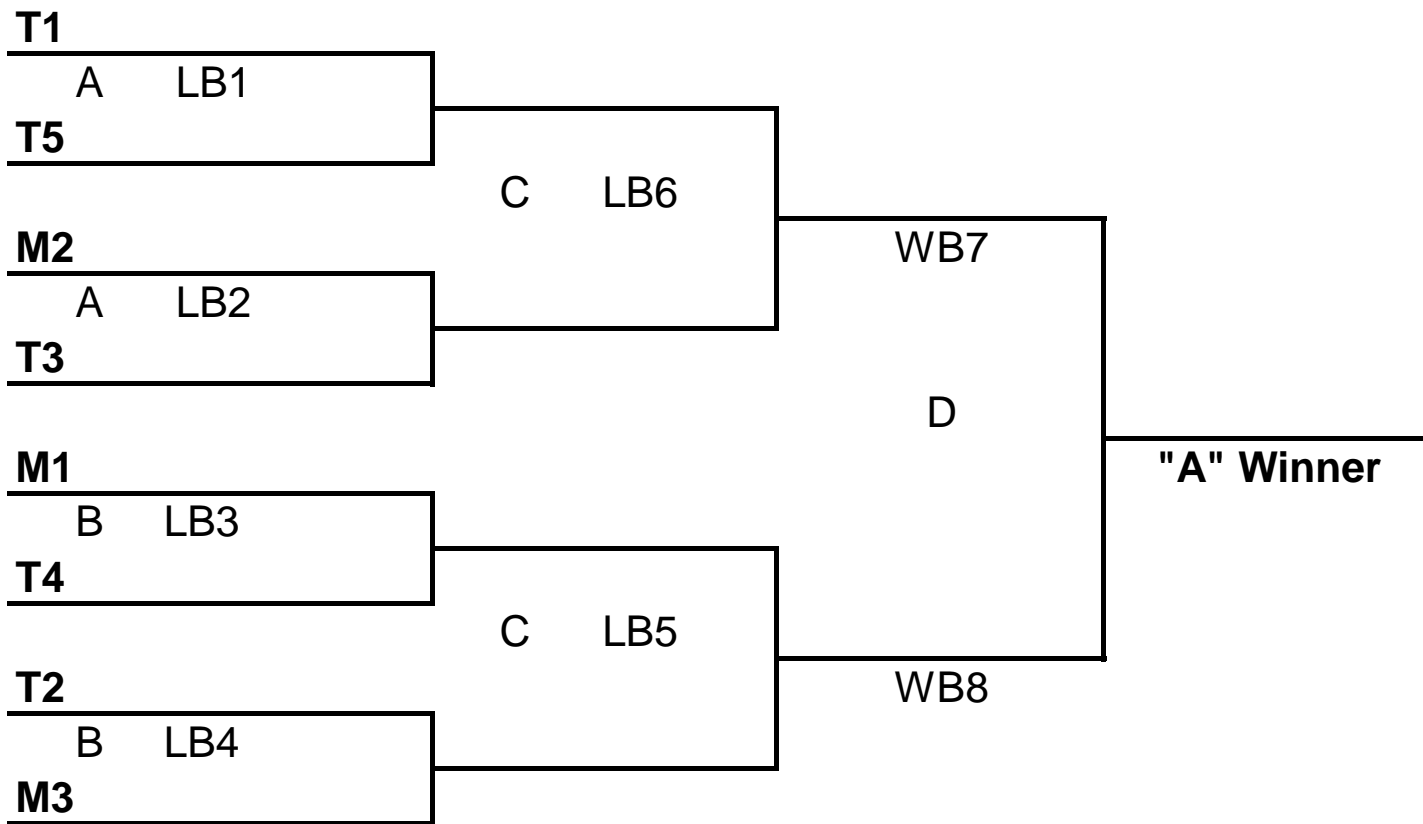 T1
A LB1
T5
C LB6
M2
WB7
A LB2
T3
D
M1
"A" Winner
B LB3
T4
C LB5
T2
WB8
B LB4
M3